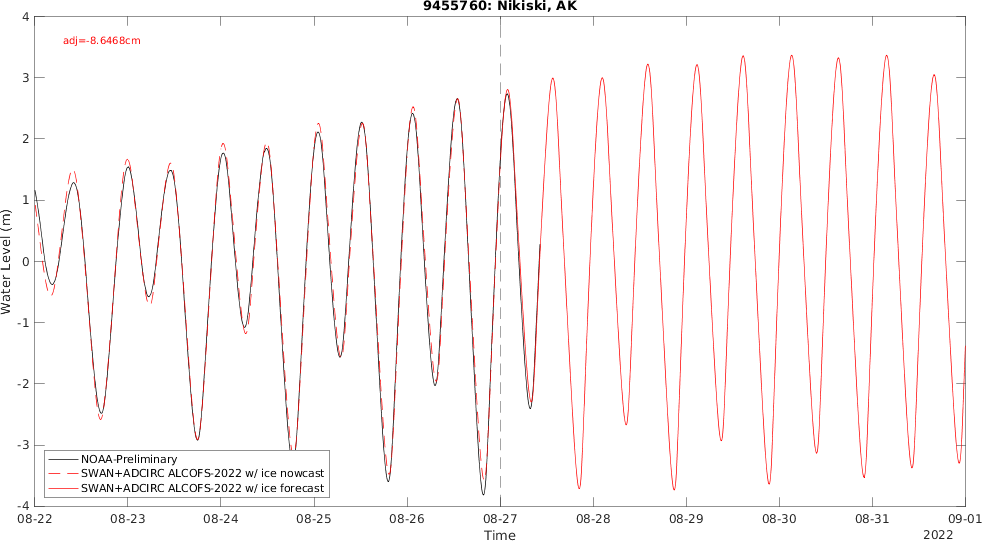 9455760: Nikiski, AK
adj=-8.6468cm
4
3
2
1
0
-1
-2
-3
-4
Water Level (m)
NOAA-Preliminary
SWAN+ADCIRC ALCOFS-2022 w/ ice nowcast
SWAN+ADCIRC ALCOFS-2022 w/ ice forecast
08-22 08-23 08-24 08-25 08-26 08-27 08-28 08-29 08-30 08-31 09-01
Time
2022